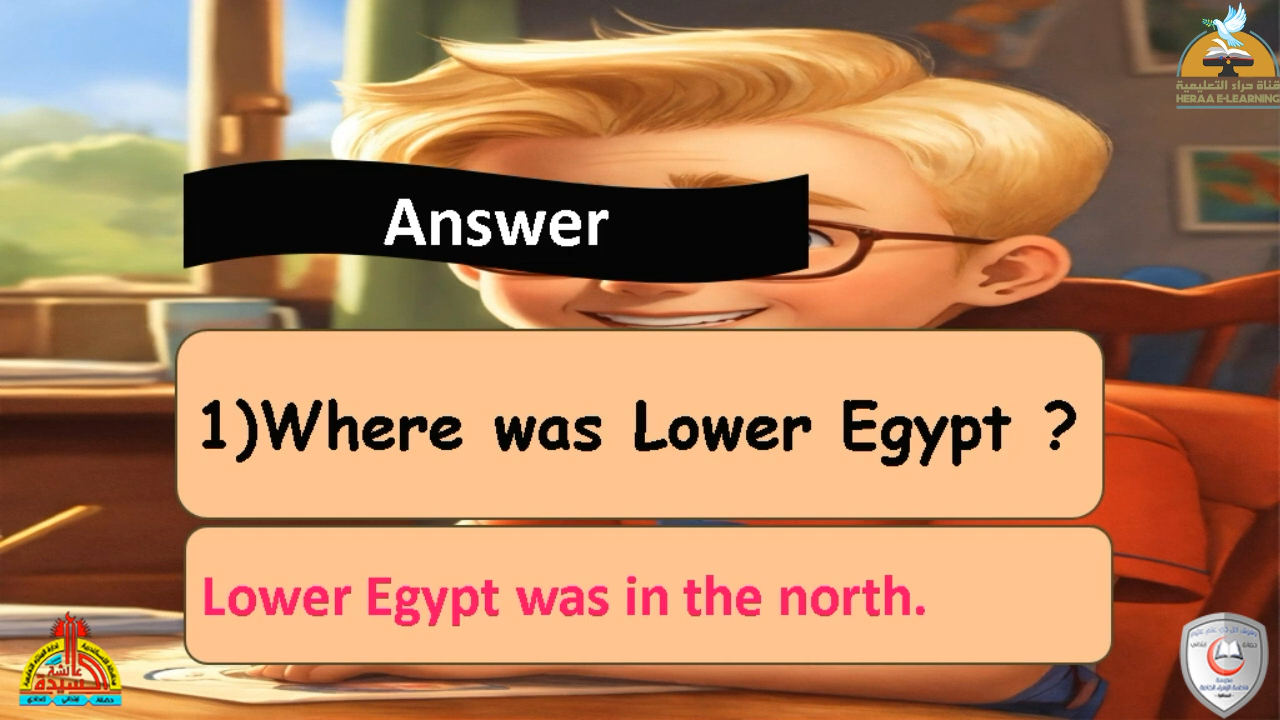 قناة حراء التعليمية
HERAA E-LEARNING
Answer
1)Where was Lower Egypt ?
Lower Egypt was in the north.